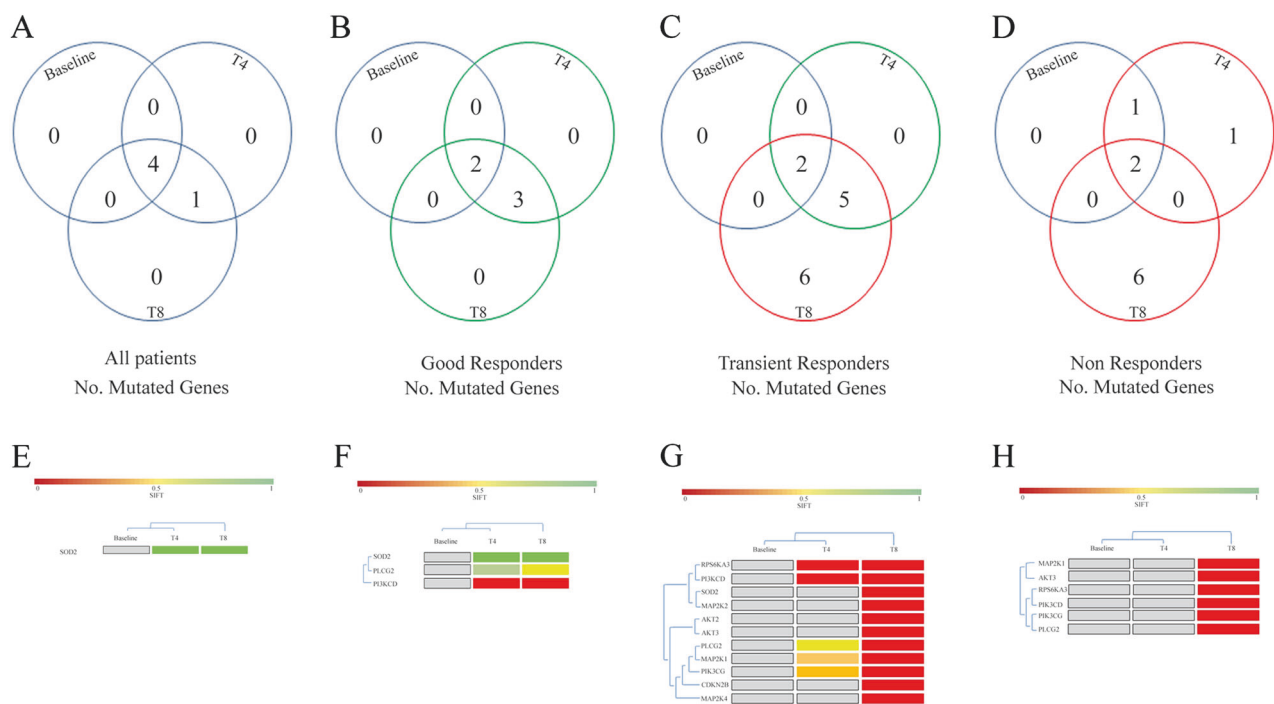 A
B
C
D
Baseline
T4
0
0
0
4
0
1
0
T8
All patients
No. Mutated Genes
Baseline
T4
0
0
0
2
0
3
0
T8
Good Responders
No. Mutated Genes
Baseline
T4
0
0
0
2
0
5
6
T8
Transient Responders
No. Mutated Genes
Baseline
T4
1
0
1
2
0
0
6
T8
Non Responders
No. Mutated Genes
E
0 0.5 1
SIFT
Baseline T4 T8
SOD2
F
0 0.5 1
SIFT
Baseline T4 T8
SOD2
PLCG2
PI3KCD
G
0 0.5 1
SIFT
Baseline T4 T8
RPS6KA3
PI3KCD
SOD2
MAP2K2
AKT2
AKT3
PLCG2
MAP2K1
PIK3CG
CDKN2B
MAP2K4
H
0 0.5 1
SIFT
Baseline T4 T8
MAP2K1
AKT3
RPS6KA3
PIK3CD
PIK3CG
PLCG2